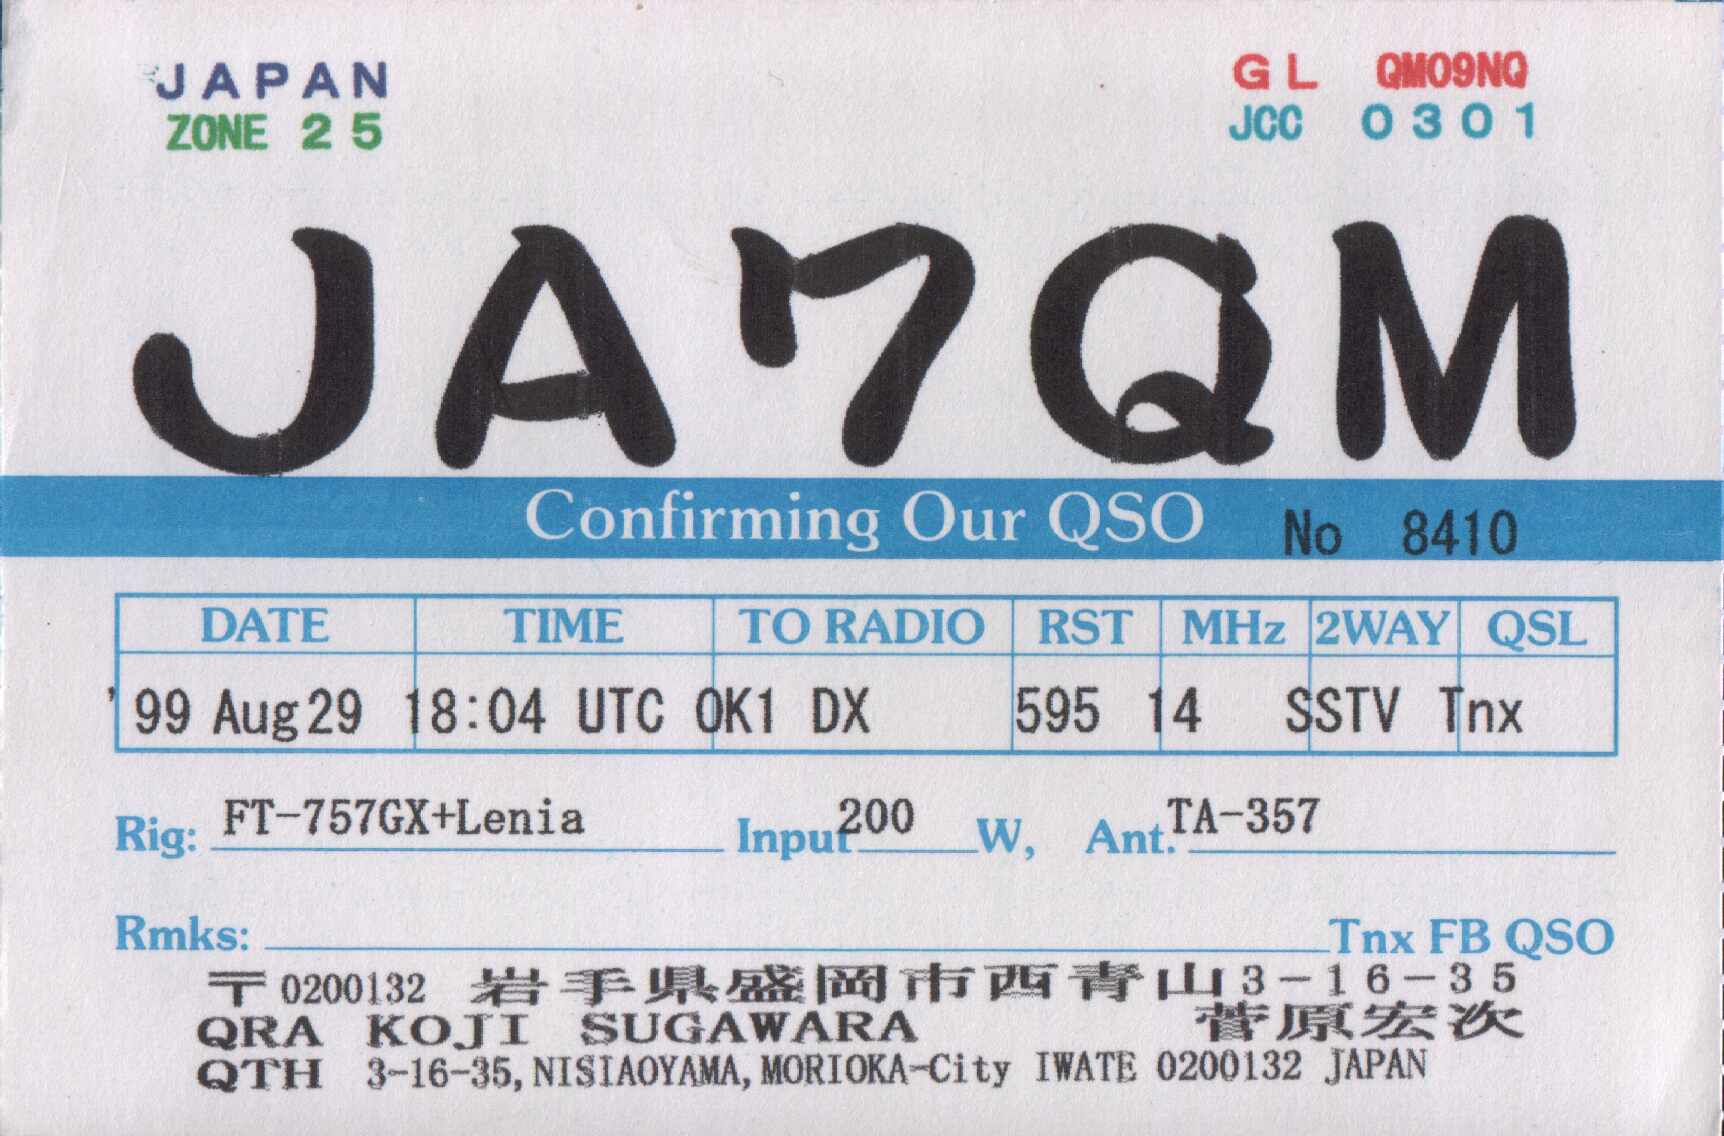 JAPAN GL QM09NQ
ZONE 25 JCC 0301
JA7QM
Confirming Our QSO No 8410
DATE TIME TO RADIO RST MHz 2WAY QSL
'99 Aug 29 18:04 UTC OK1 DX 595 14 SSTV Tnx
Rig: FT-757GX+Lenia Input 200 W, Ant. TA-357
Rmks: Tnx FB QSO
〒0200132 岩手県盛岡市西青山3-16-35
QRA KOJI SUGAWARA 菅原宏次
QTH 3-16-35, NISIAOYAMA, MORIOKA-City IWATE 0200132 JAPAN